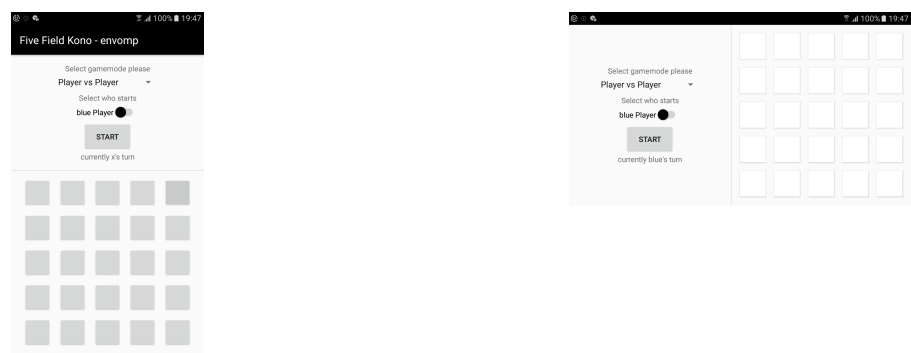 100% 19:47
Five Field Kono - envomp
Select gamemode please
Player vs Player
Select who starts
blue Player
START
currently x's turn
100% 19:47
Select gamemode please
Player vs Player
Select who starts
blue Player
START
currently blue's turn